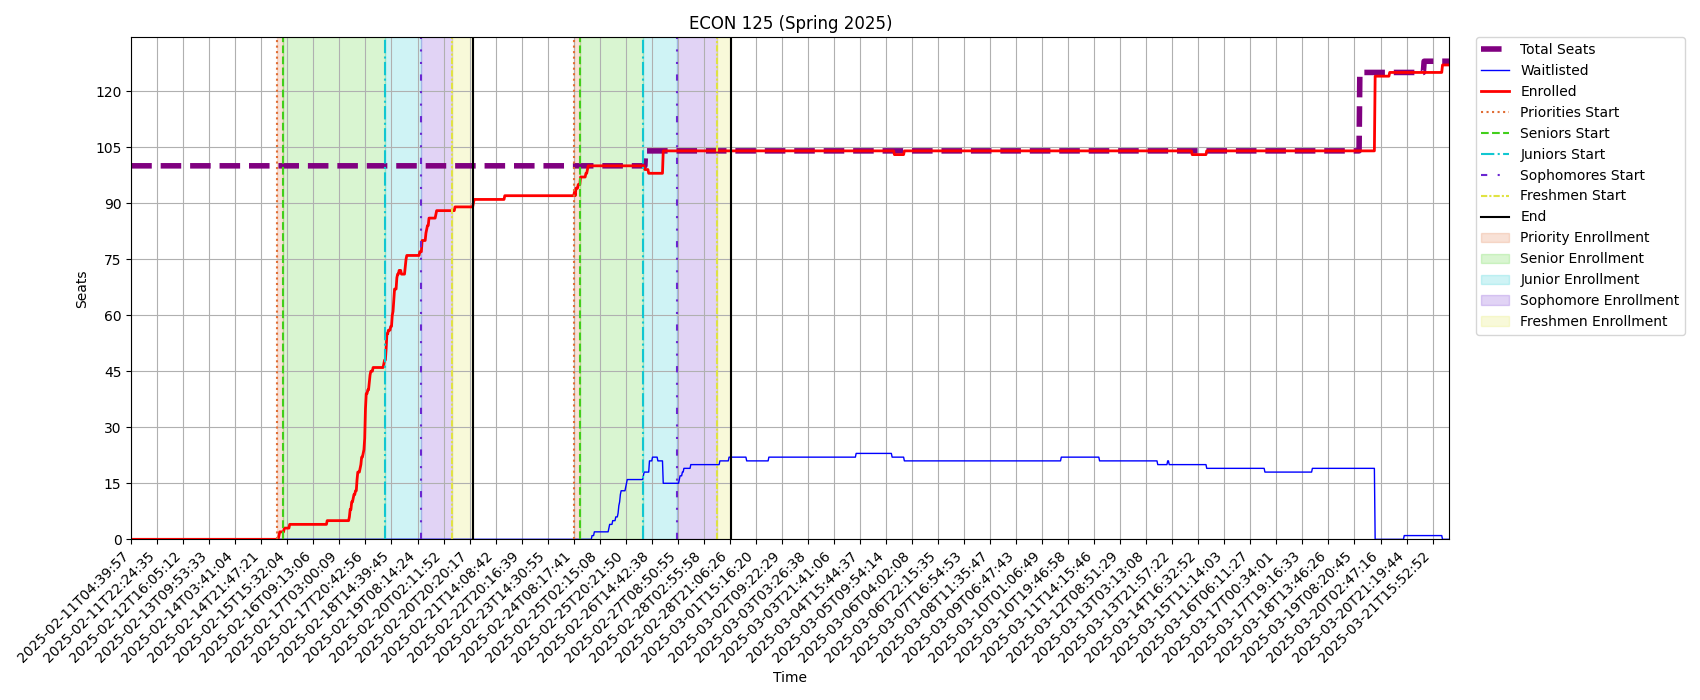 ECON 125 (Spring 2025)
Total Seats
Waitlisted
Enrolled
Priorities Start
Seniors Start
Juniors Start
Sophomores Start
Freshmen Start
End
Priority Enrollment
Senior Enrollment
Junior Enrollment
Sophomore Enrollment
Freshmen Enrollment
Seats
120
105
90
75
60
45
30
15
0
2025-02-11T04:39:57
2025-02-11T22:24:35
2025-02-12T16:05:12
2025-02-13T09:53:33
2025-02-14T03:41:04
2025-02-14T21:47:21
2025-02-15T15:32:04
2025-02-16T09:13:06
2025-02-17T03:00:09
2025-02-17T20:42:56
2025-02-18T14:39:45
2025-02-19T08:14:24
2025-02-20T02:11:52
2025-02-20T20:20:17
2025-02-21T14:08:42
2025-02-22T20:16:39
2025-02-23T14:30:55
2025-02-24T08:17:41
2025-02-25T02:15:08
2025-02-25T20:21:50
2025-02-26T14:42:38
2025-02-27T08:50:55
2025-02-28T02:55:58
2025-02-28T21:06:26
2025-03-01T15:16:20
2025-03-02T09:22:29
2025-03-03T03:26:38
2025-03-03T21:41:06
2025-03-04T15:44:37
2025-03-05T09:54:14
2025-03-06T04:02:08
2025-03-06T22:15:35
2025-03-07T16:54:53
2025-03-08T11:35:47
2025-03-09T06:47:43
2025-03-10T01:06:49
2025-03-10T19:46:58
2025-03-11T14:15:46
2025-03-12T08:51:29
2025-03-13T03:13:08
2025-03-13T21:57:22
2025-03-14T16:32:52
2025-03-15T11:14:03
2025-03-16T06:11:27
2025-03-17T00:34:01
2025-03-17T19:16:33
2025-03-18T13:46:26
2025-03-19T08:20:45
2025-03-20T02:47:16
2025-03-20T21:19:44
2025-03-21T15:52:52
Time